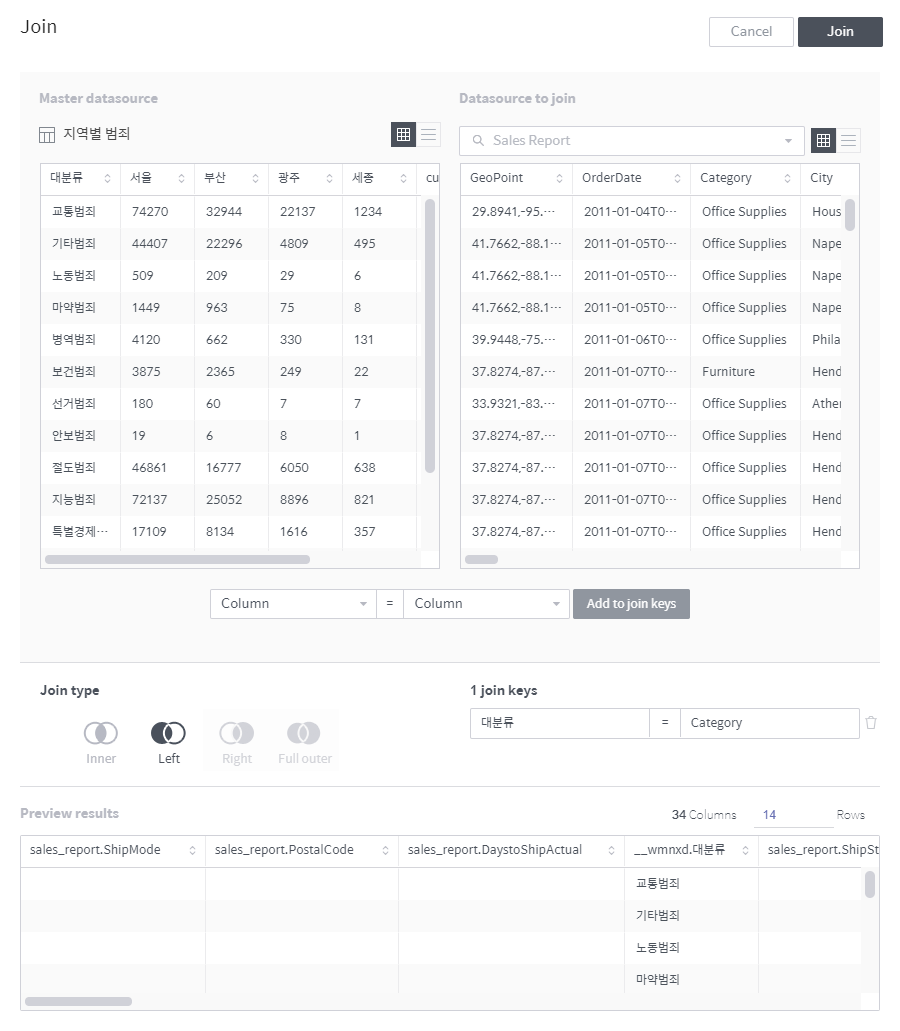 Join
Cancel
Join
Master datasource
지역별 범죄
대분류 서울 부산 광주 세종 cu
교통범죄 74270 32944 22137 1234
기타범죄 44407 22296 4809 495
노동범죄 509 209 29 6
마약범죄 1449 963 75 8
병역범죄 4120 662 330 131
보건범죄 3875 2365 249 22
선거범죄 180 60 7 7
안보범죄 19 6 8 1
절도범죄 46861 16777 6050 638
지능범죄 72137 25052 8896 821
특별경제··· 17109 8134 1616 357
Datasource to join
Sales Report
GeoPoint OrderDate Category City
29.8941,-95.··· 2011-01-04T0··· Office Supplies Hous
41.7662,-88.1··· 2011-01-05T0··· Office Supplies Nape
41.7662,-88.1··· 2011-01-05T0··· Office Supplies Nape
41.7662,-88.1··· 2011-01-05T0··· Office Supplies Nape
39.9448,-75.··· 2011-01-06T0··· Office Supplies Phila
37.8274,-87.··· 2011-01-07T0··· Furniture Hend
33.9321,-83.··· 2011-01-07T0··· Office Supplies Ather
37.8274,-87.··· 2011-01-07T0··· Office Supplies Hend
37.8274,-87.··· 2011-01-07T0··· Office Supplies Hend
37.8274,-87.··· 2011-01-07T0··· Office Supplies Hend
37.8274,-87.··· 2011-01-07T0··· Office Supplies Hend
Column = Column Add to join keys
Join type
Inner Left Right Full outer
1 join keys
대분류 = Category
Preview results
34 Columns 14 Rows
sales_report.ShipMode sales_report.PostalCode sales_report.DaystoShipActual __wmnxd.대분류 sales_report.ShipSt
교통범죄
기타범죄
노동범죄
마약범죄